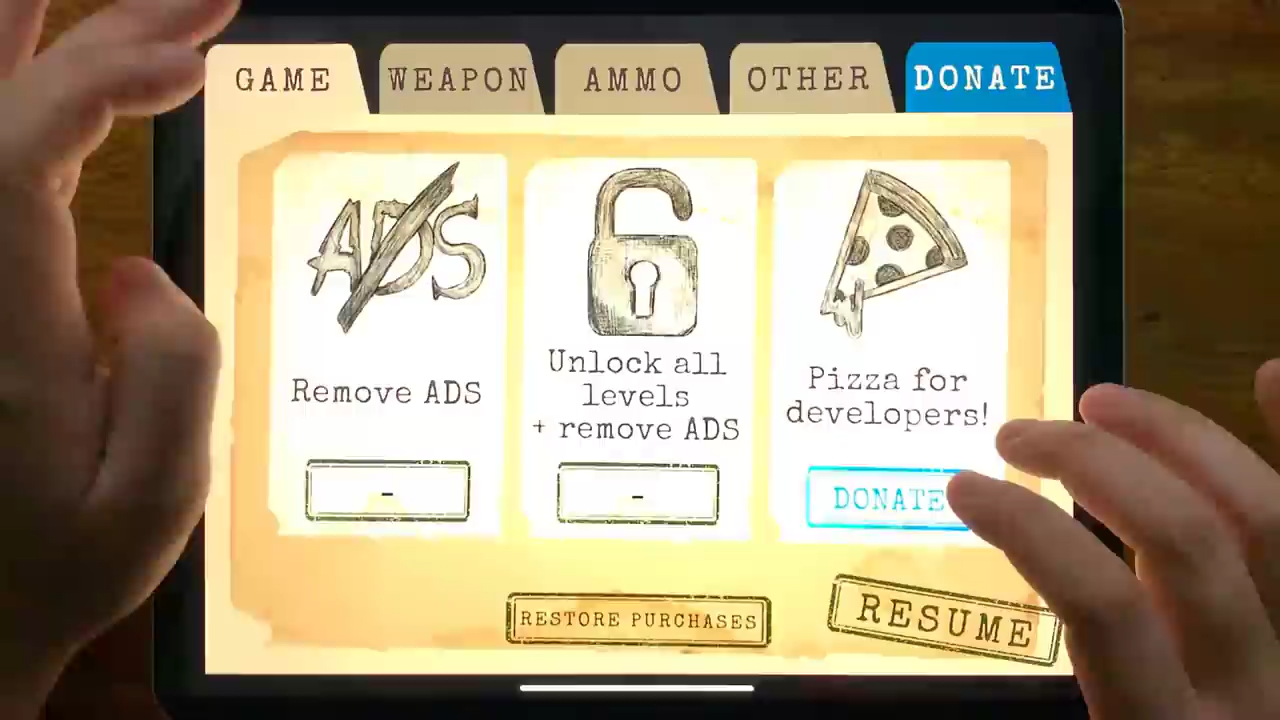 GAME
WEAPON
AMMO
OTHER
DONATE
ADS
Remove ADS
-
Unlock all
levels
+ remove ADS
-
Pizza for
developers!
DONATE
RESTORE PURCHASES
RESUME